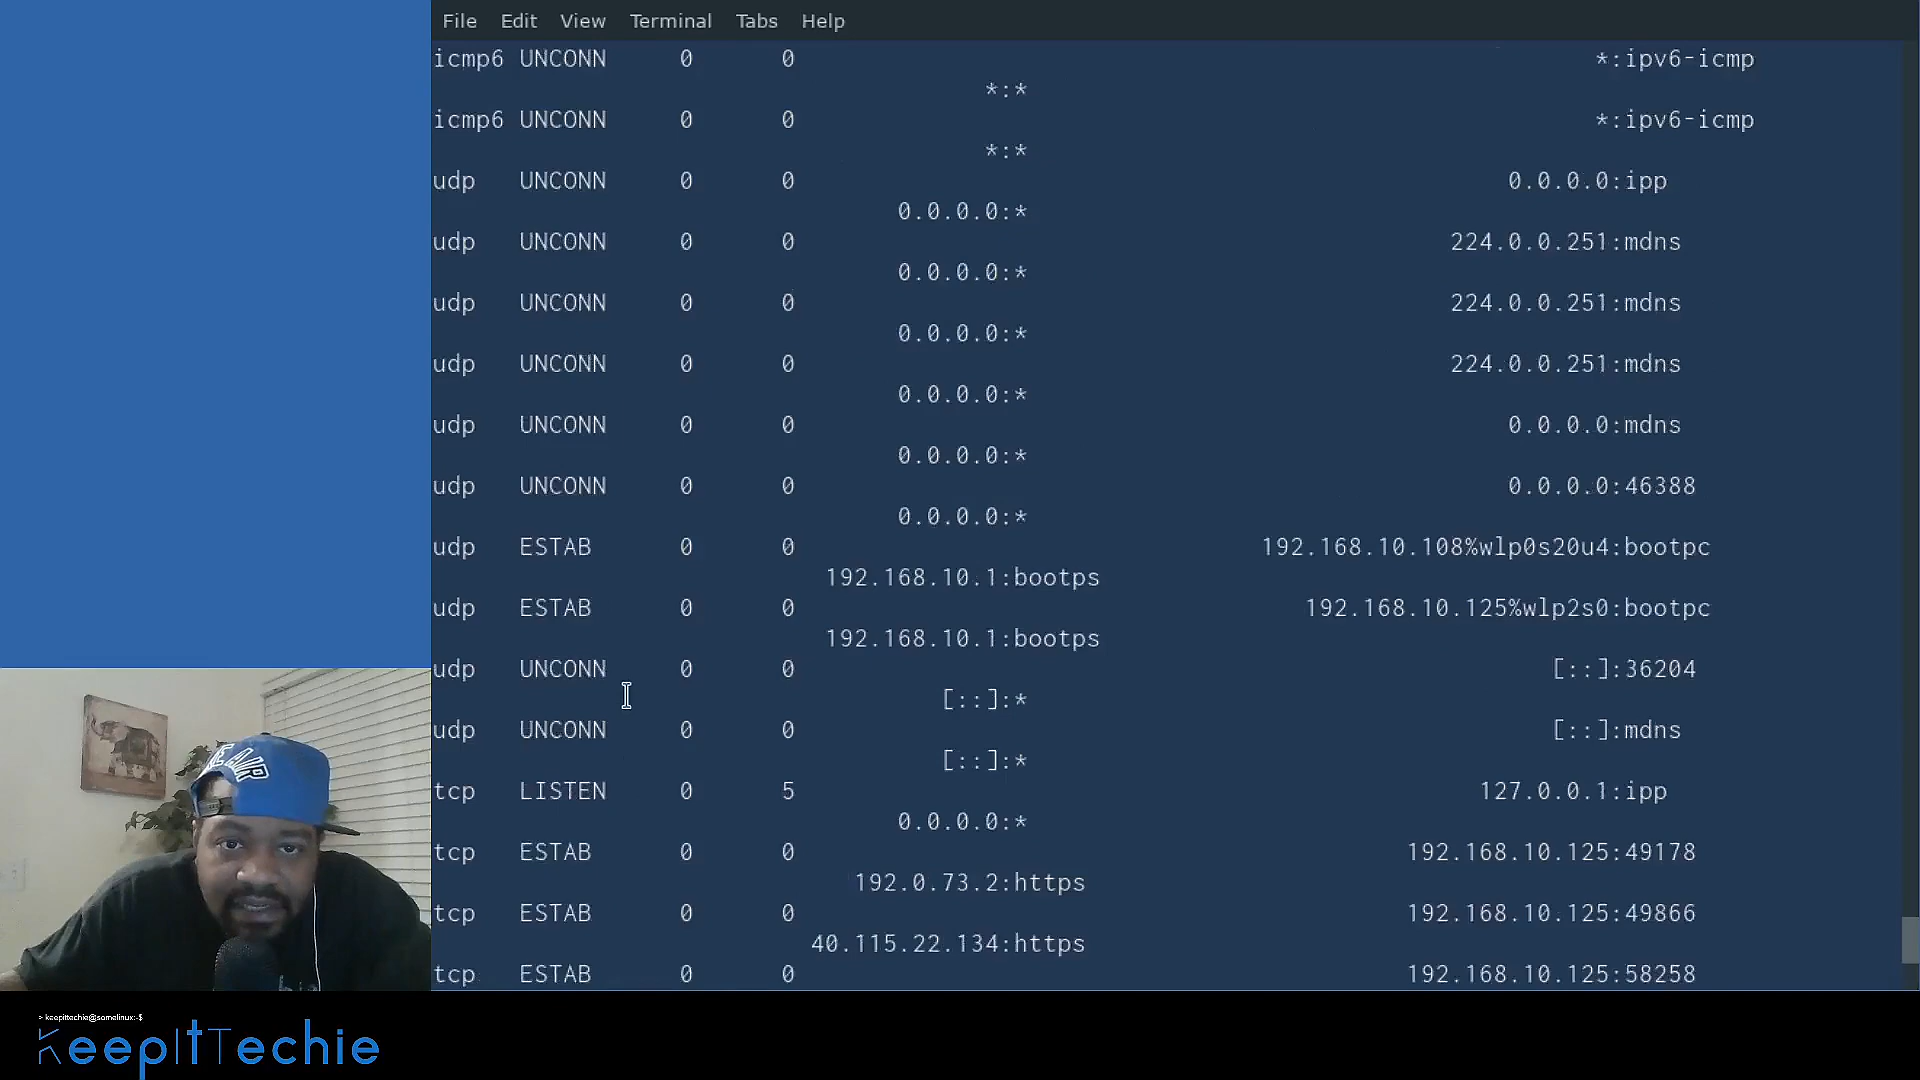 File Edit View Terminal Tabs Help
icmp6 UNCONN 0 0 *:ipv6-icmp
*:*
icmp6 UNCONN 0 0 *:ipv6-icmp
*:*
udp UNCONN 0 0 0.0.0.0:ipp
0.0.0.0:*
udp UNCONN 0 0 224.0.0.251:mdns
0.0.0.0:*
udp UNCONN 0 0 224.0.0.251:mdns
0.0.0.0:*
udp UNCONN 0 0 224.0.0.251:mdns
0.0.0.0:*
udp UNCONN 0 0 0.0.0.0:mdns
0.0.0.0:*
udp UNCONN 0 0 0.0.0.0:46388
0.0.0.0:*
udp ESTAB 0 0 192.168.10.108%wlp0s20u4:bootpc
192.168.10.1:bootps
udp ESTAB 0 0 192.168.10.125%wlp2s0:bootpc
192.168.10.1:bootps
udp UNCONN 0 0 [::]:36204
[::]:*
udp UNCONN 0 0 [::]:mdns
[::]:*
tcp LISTEN 0 5 127.0.0.1:ipp
0.0.0.0:*
tcp ESTAB 0 0 192.168.10.125:49178
192.0.73.2:https
tcp ESTAB 0 0 192.168.10.125:49866
40.115.22.134:https
tcp ESTAB 0 0 192.168.10.125:58258
> keepittechie@somelinux:-$
KeepItTechie